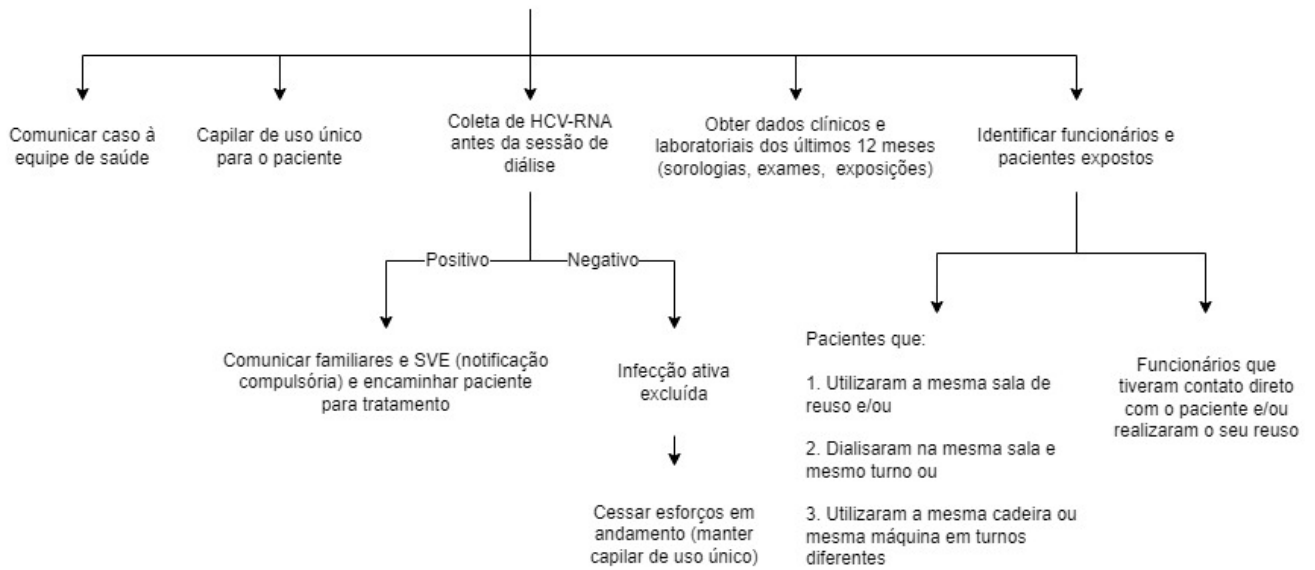 Comunicar caso à
equipe de saúde
Capilar de uso único
para o paciente
Coleta de HCV-RNA
antes da sessão de
diálise
Obter dados clínicos e
laboratoriais dos últimos 12 meses
(sorologias, exames, exposições)
Identificar funcionários e
pacientes expostos
Positivo
Negativo
Comunicar familiares e SVE (notificação
compulsória) e encaminhar paciente
para tratamento
Infecção ativa
excluída
Cessar esforços em
andamento (manter
capilar de uso único)
Pacientes que:
1. Utilizaram a mesma sala de
reuso e/ou
2. Dialisaram na mesma sala e
mesmo turno ou
3. Utilizaram a mesma cadeira ou
mesma máquina em turnos
diferentes
Funcionários que
tiveram contato direto
com o paciente e/ou
realizaram o seu reuso